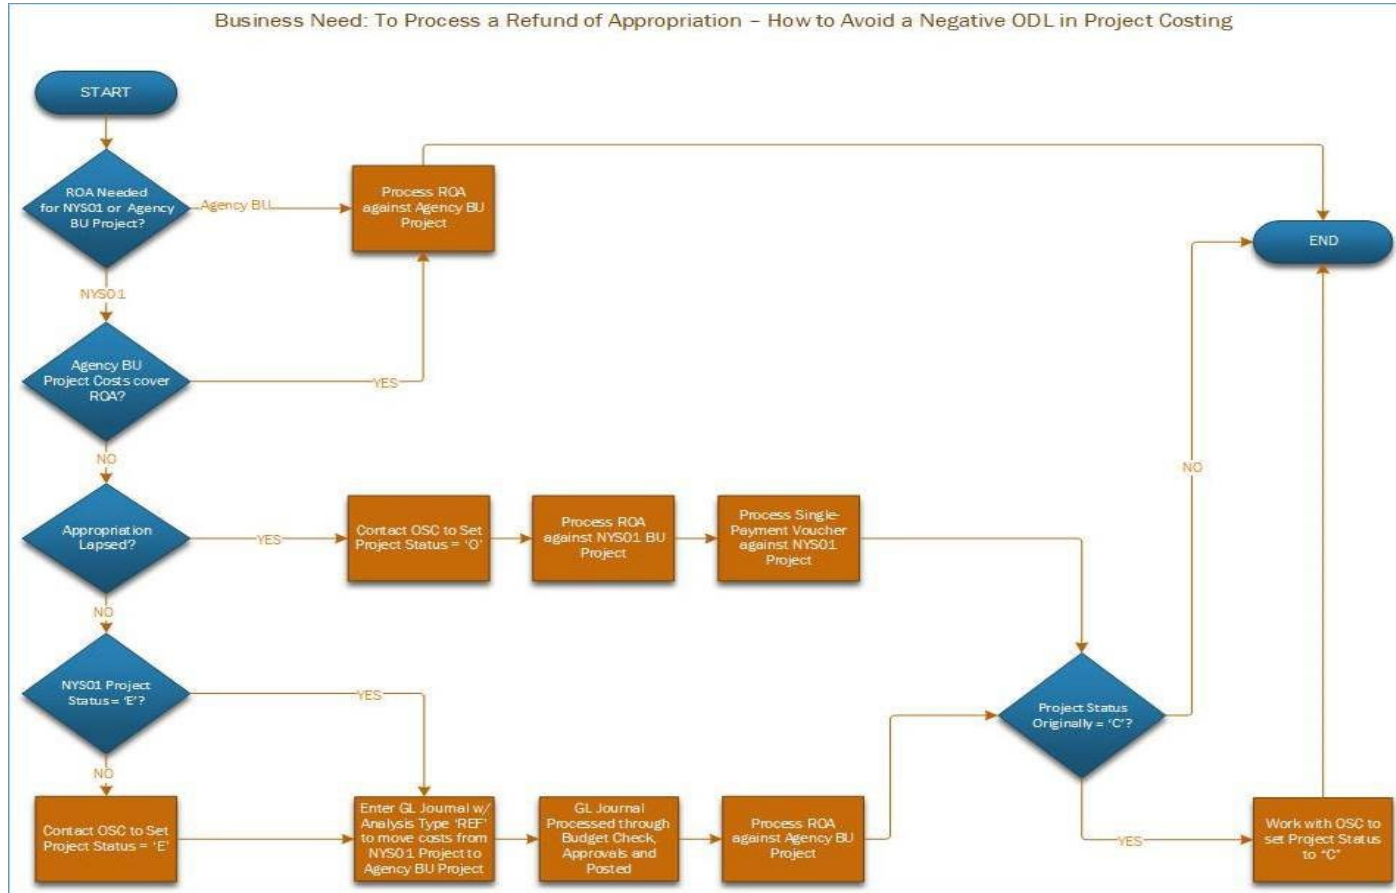 Business Need: To Process a Refund of Appropriation – How to Avoid a Negative ODL in Project Costing
START
ROA Needed
for NYS01 or Agency
BU Project?
Agency BU
Process ROA
against Agency BU
Project
END
NYS01
Agency BU
Project Costs cover
ROA?
YES
NO
NO
Appropriation
Lapsed?
YES
Contact OSC to Set
Project Status = ‘O’
Process ROA
against NYS01 BU
Project
Process Single-
Payment Voucher
against NYS01
Project
NO
NYS01 Project
Status = ‘E’?
YES
Project Status
Originally = ‘C’?
NO
Contact OSC to Set
Project Status = ‘E’
Enter GL Journal w/
Analysis Type ‘REF’
to move costs from
NYS01 Project to
Agency BU Project
GL Journal
Processed through
Budget Check,
Approvals and
Posted
Process ROA
against Agency BU
Project
YES
Work with OSC to
set Project Status
to “C”